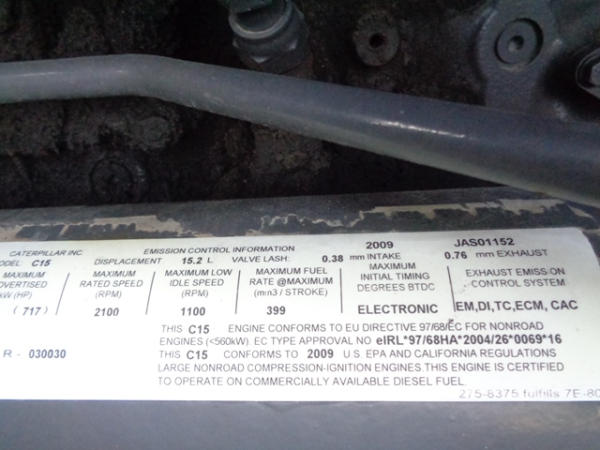 EMISSION CONTROL INFORMATION 2009 JAS01152
CATERPILLAR INC.
MODEL C15 DISPLACEMENT 15.2 L VALVE LASH: 0.38 mm INTAKE 0.76 mm EXHAUST
MAXIMUM ADVERTISED kW (HP)
MAXIMUM RATED SPEED (RPM)
MAXIMUM LOW IDLE SPEED (RPM)
MAXIMUM FUEL RATE @MAXIMUM (mm3 / STROKE)
MAXIMUM INITIAL TIMING DEGREES BTDC
EXHAUST EMISSION CONTROL SYSTEM
( 717 ) 2100 1100 399 ELECTRONIC EM,DI,TC,ECM, CAC
THIS C15 ENGINE CONFORMS TO EU DIRECTIVE 97/68/EC FOR NONROAD
ENGINES (<560kW). EC TYPE APPROVAL NO eIRL*97/68HA*2004/26*0069*16
R - 030030 THIS C15 CONFORMS TO 2009 U.S. EPA AND CALIFORNIA REGULATIONS
LARGE NONROAD COMPRESSION-IGNITION ENGINES. THIS ENGINE IS CERTIFIED
TO OPERATE ON COMMERCIALLY AVAILABLE DIESEL FUEL.
275-8375 fulfills 7E-80